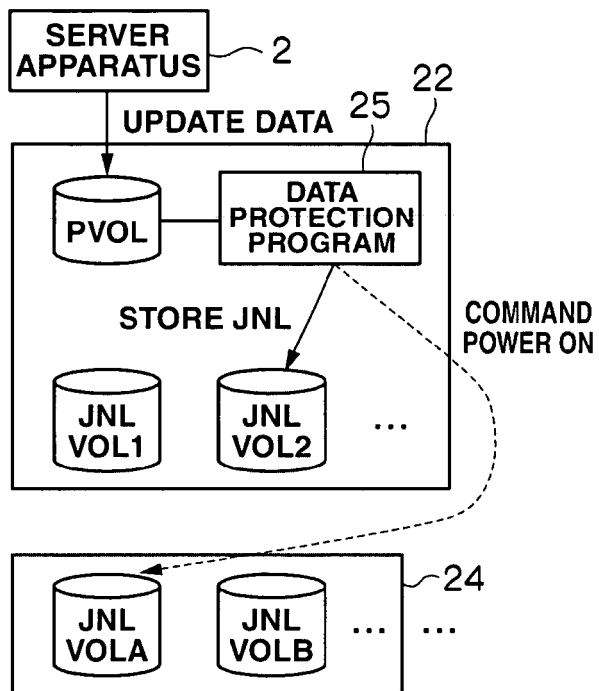 SERVER
APPARATUS
2
UPDATE DATA
25
22
PVOL
DATA
PROTECTION
PROGRAM
STORE JNL
COMMAND
POWER ON
JNL
VOL1
JNL
VOL2
...
24
JNL
VOLA
JNL
VOLB
... ...